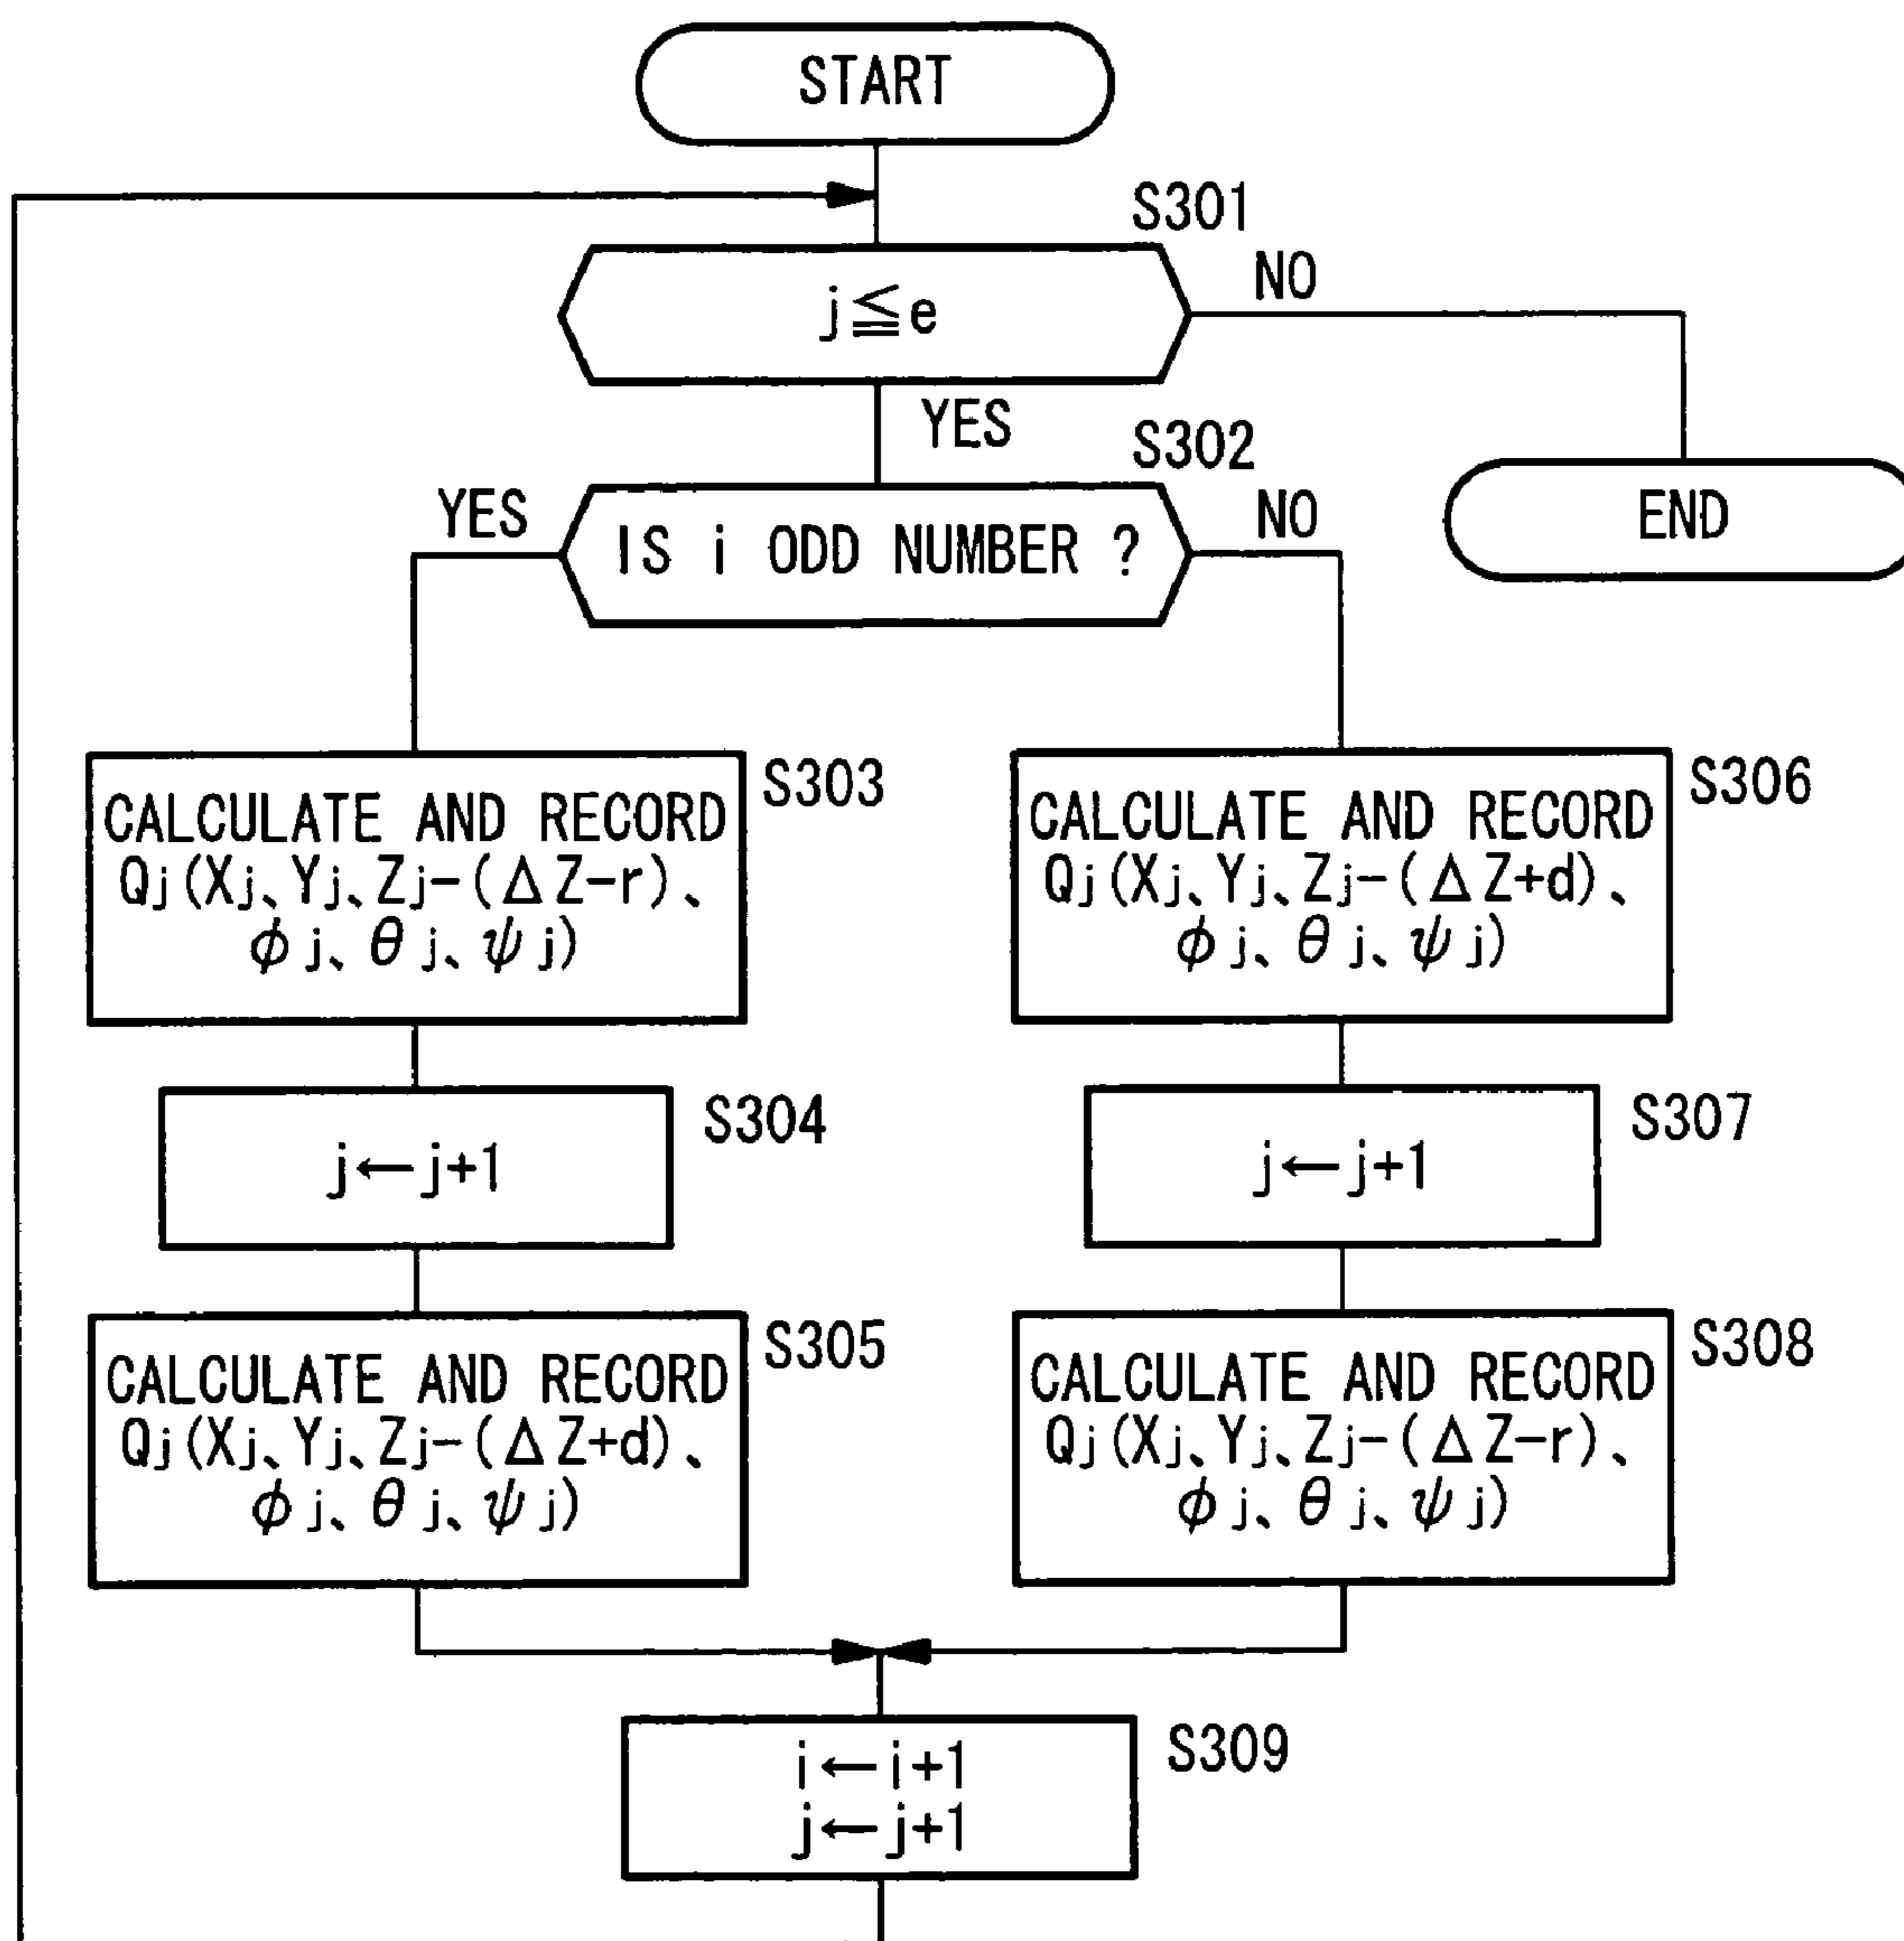 START
S301
j≦e
NO
YES
S302
YES
IS i ODD NUMBER ?
NO
END
S303
CALCULATE AND RECORD
Qj(Xj、Yj、Zj-(ΔZ-r)、
φj、θj、ψj)
S306
CALCULATE AND RECORD
Qj(Xj、Yj、Zj-(ΔZ+d)、
φj、θj、ψj)
S304
j←j+1
S307
j←j+1
S305
CALCULATE AND RECORD
Qj(Xj、Yj、Zj-(ΔZ+d)、
φj、θj、ψj)
S308
CALCULATE AND RECORD
Qj(Xj、Yj、Zj-(ΔZ-r)、
φj、θj、ψj)
S309
i←i+1
j←j+1